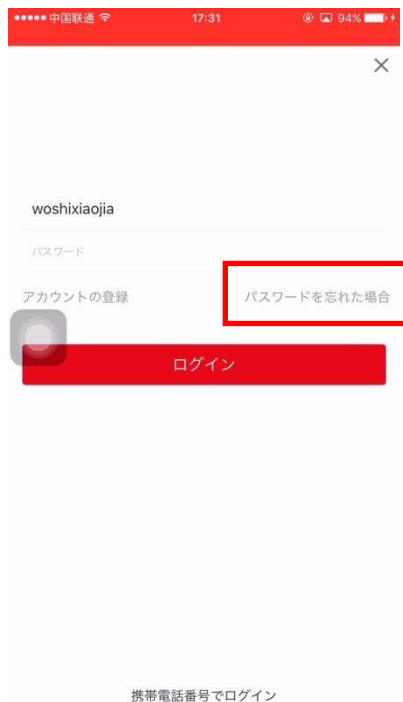 中国联通 17:31 94%
woshixiaojia
パスワード
アカウントの登録 パスワードを忘れた場合
ログイン
携帯電話番号でログイン